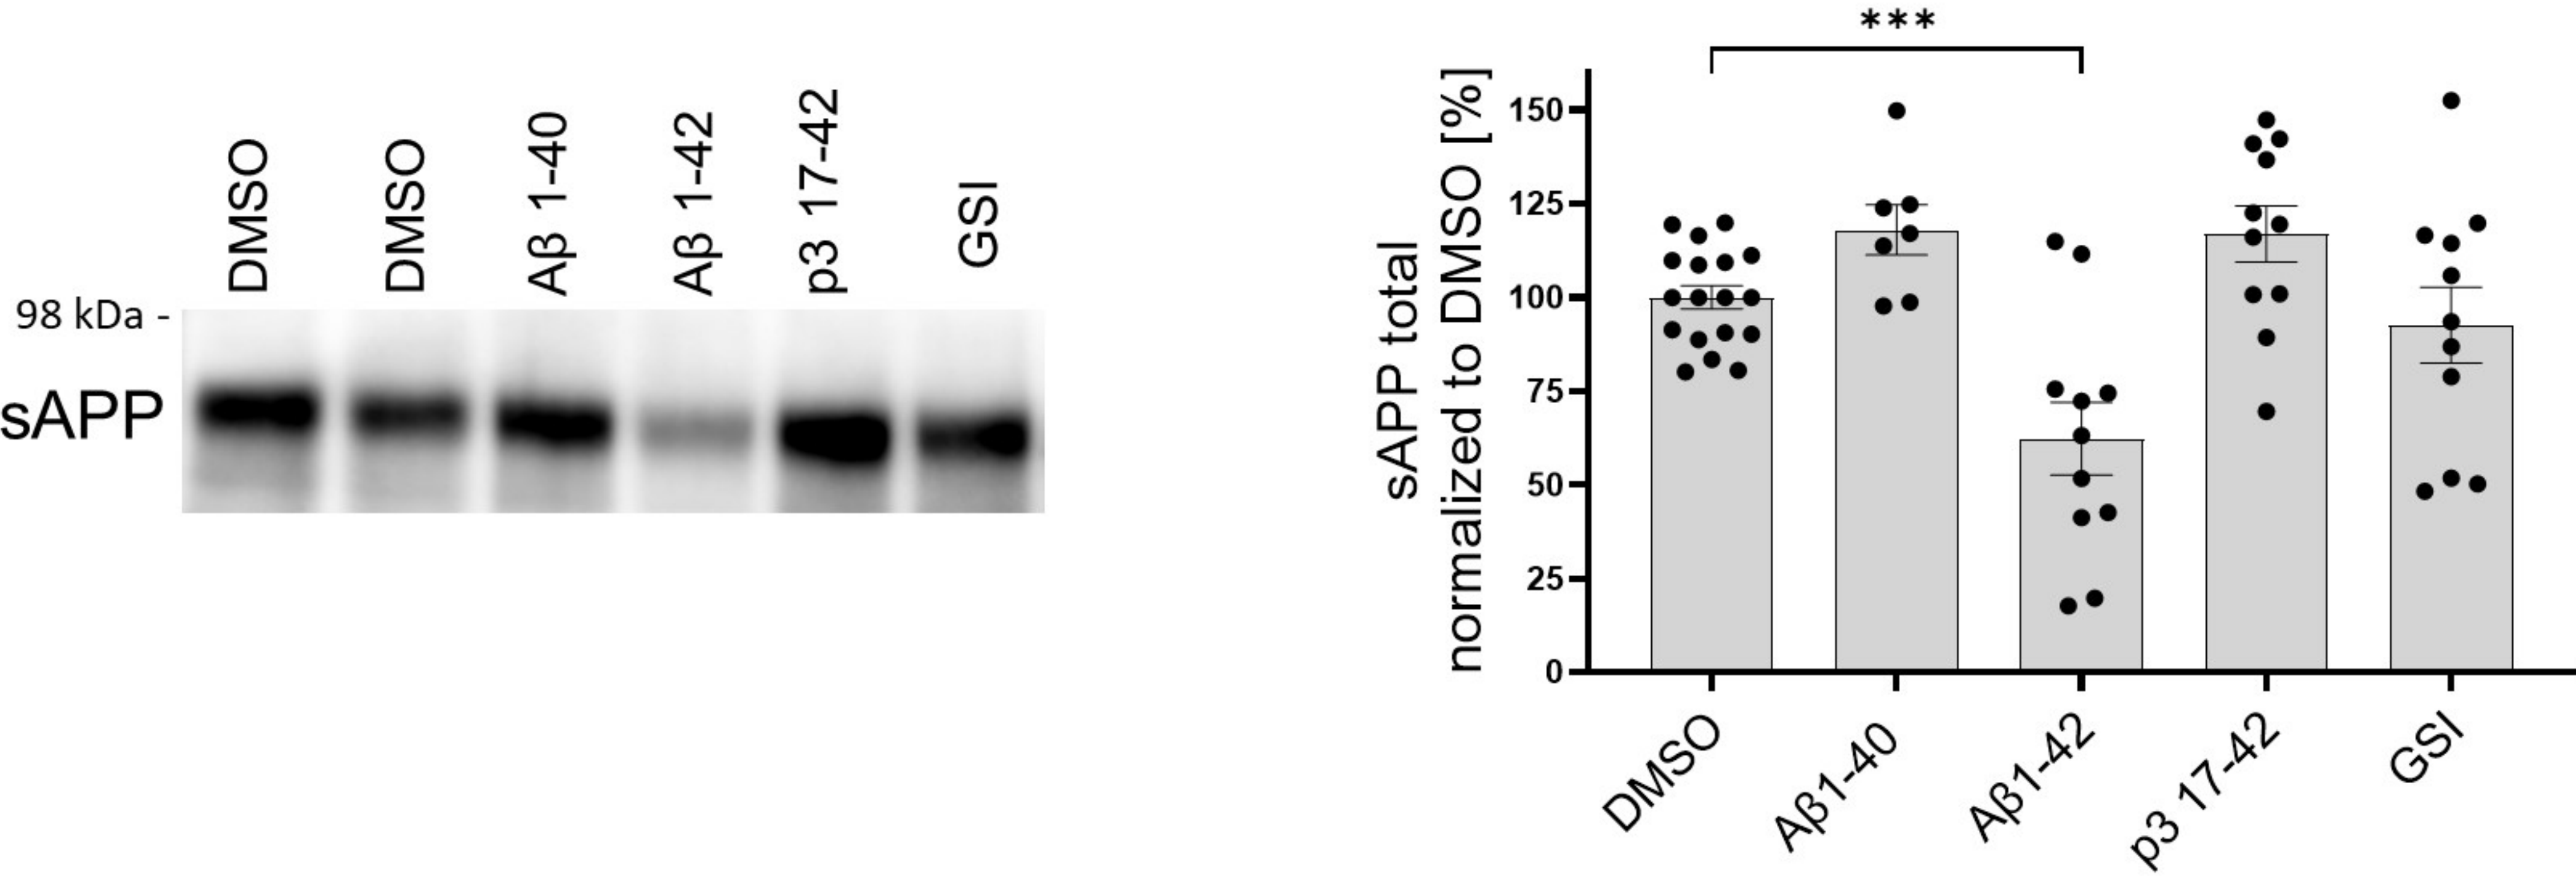 DMSO
DMSO
Aβ 1-40
Aβ 1-42
p3 17-42
GSI
98 kDa -
sAPP
***
sAPP total
normalized to DMSO [%]
150
125
100
75
50
25
0
DMSO
Aβ1-40
Aβ1-42
p3 17-42
GSI